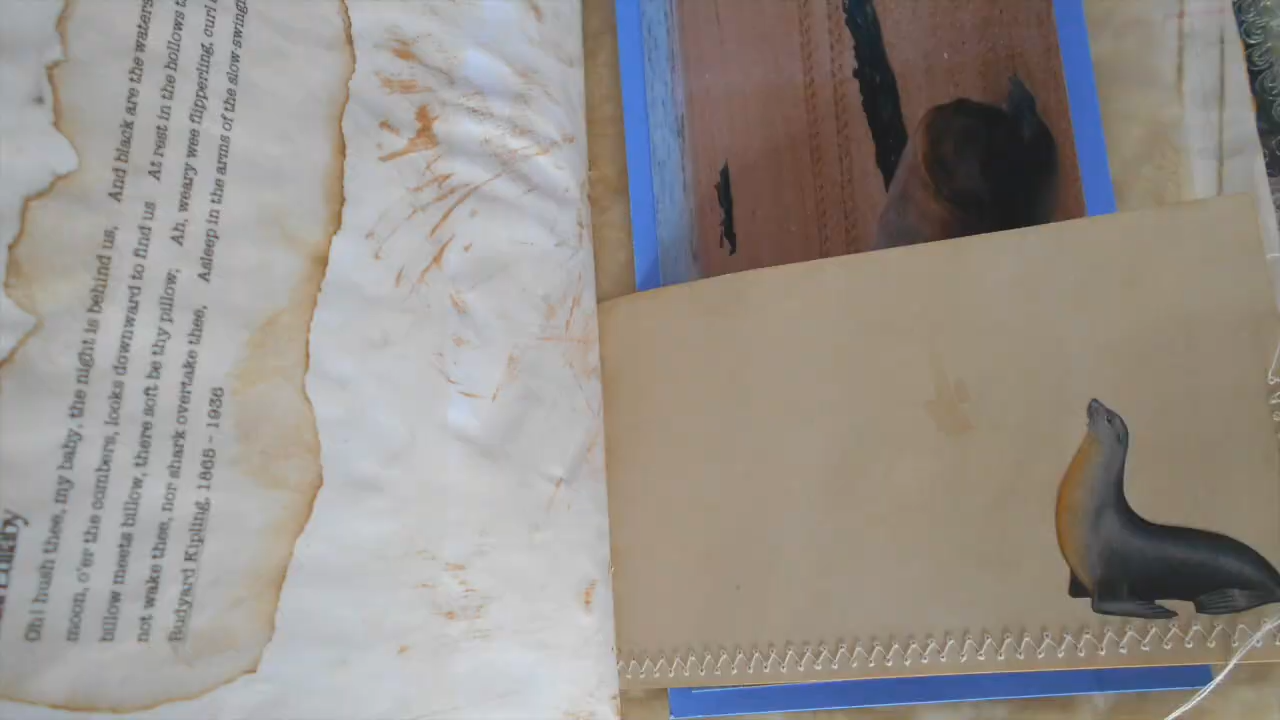 Lullaby
Oh! hush thee, my baby, the night is behind us, And black are the waters
moon, o'er the combers, looks downward to find us At rest in the hollows
billow meets billow, there soft be thy pillow; Ah, weary wee flipperling, curl
not wake thee, nor shark overtake thee, Asleep in the arms of the slow-swing
Rudyard Kipling, 1865 - 1936